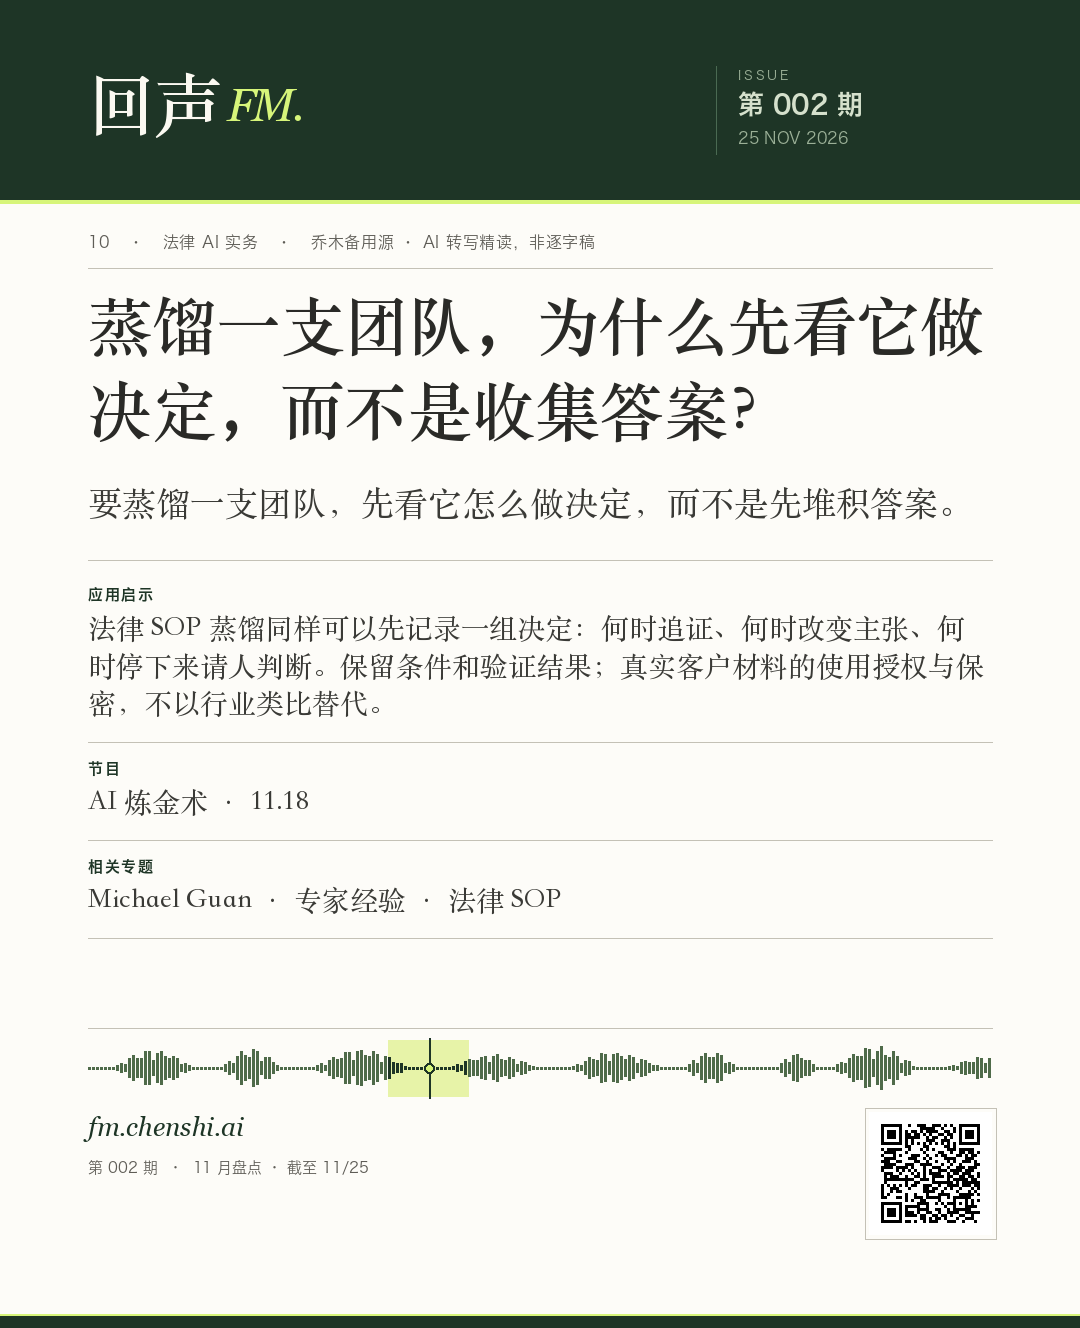 回声 FM.
ISSUE
第 002 期
25 NOV 2026
10 · 法律 AI 实务 · 乔木备用源 · AI 转写精读，非逐字稿
蒸馏一支团队，为什么先看它做
决定，而不是收集答案？
要蒸馏一支团队，先看它怎么做决定，而不是先堆积答案。
应用启示
法律 SOP 蒸馏同样可以先记录一组决定：何时追证、何时改变主张、何
时停下来请人判断。保留条件和验证结果；真实客户材料的使用授权与保
密，不以行业类比替代。
节目
AI 炼金术 · 11.18
相关专题
Michael Guan · 专家经验 · 法律 SOP
fm.chenshi.ai
第 002 期 · 11 月盘点 · 截至 11/25